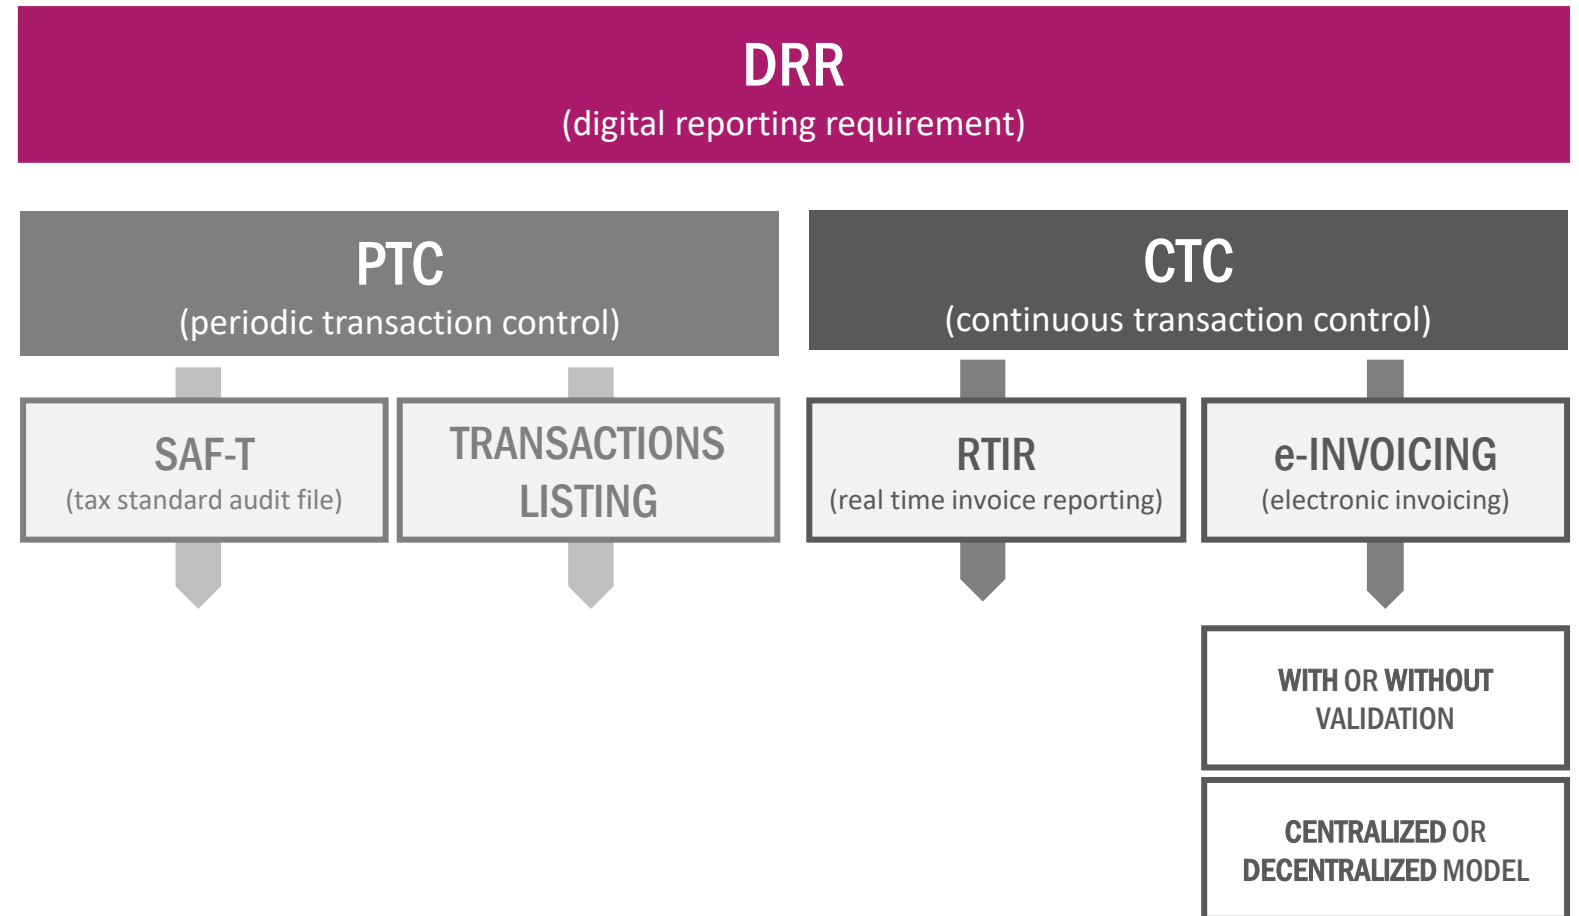 DRR
(digital reporting requirement)
PTC
(periodic transaction control)
CTC
(continuous transaction control)
SAF-T
(tax standard audit file)
TRANSACTIONS
LISTING
RTIR
(real time invoice reporting)
e-INVOICING
(electronic invoicing)
WITH OR WITHOUT
VALIDATION
CENTRALIZED OR
DECENTRALIZED MODEL